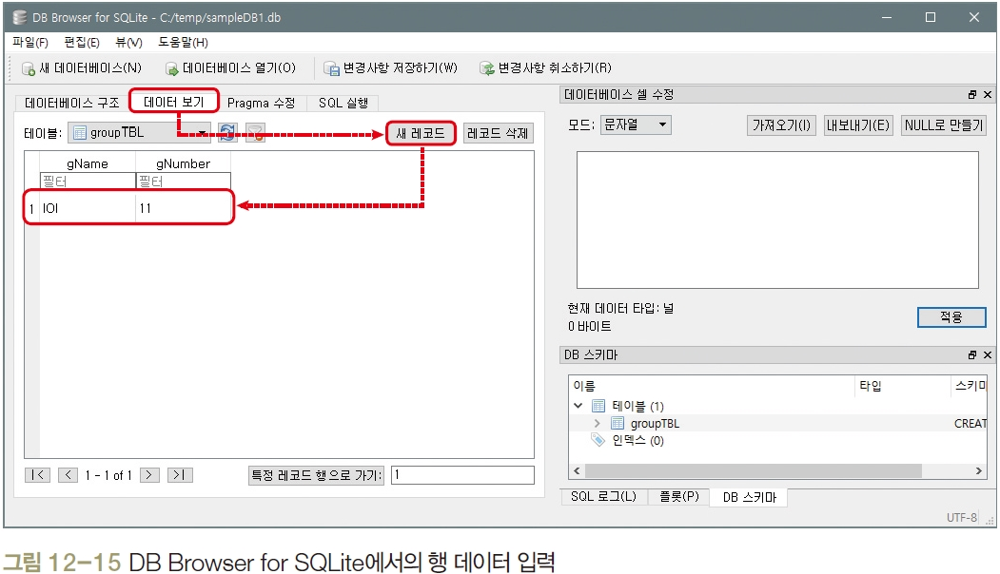 DB Browser for SQLite - C:/temp/sampleDB1.db
파일(F) 편집(E) 뷰(V) 도움말(H)
새 데이터베이스(N) 데이터베이스 열기(O) 변경사항 저장하기(W) 변경사항 취소하기(R)
데이터베이스 구조 데이터 보기 Pragma 수정 SQL 실행
테이블: groupTBL 새 레코드 레코드 삭제
gName gNumber
필터 필터
1 IOI 11
1 - 1 of 1 특정 레코드 행으로 가기: 1
데이터베이스 셀 수정
모드: 문자열 가져오기(I) 내보내기(E) NULL로 만들기
현재 데이터 타입: 널
0 바이트
적용
DB 스키마
이름 타입 스키마
테이블 (1)
groupTBL CREAT
인덱스 (0)
SQL 로그(L) 플롯(P) DB 스키마
UTF-8
그림 12-15 DB Browser for SQLite에서의 행 데이터 입력